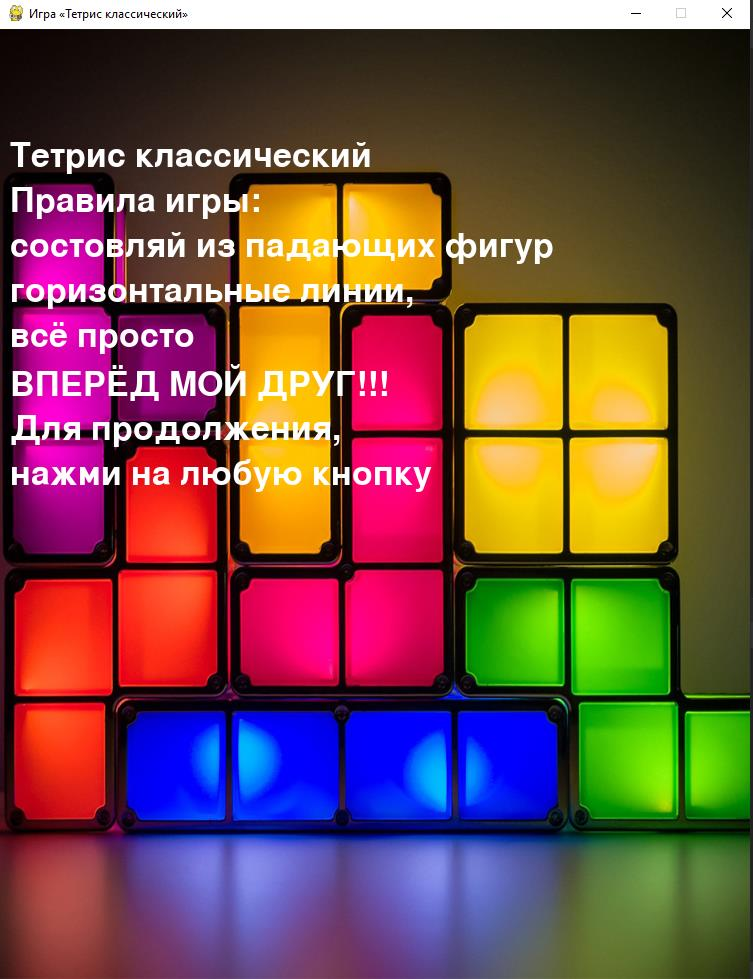 Игра «Тетрис классический»
Тетрис классический
Правила игры:
состовляй из падающих фигур
горизонтальные линии,
всё просто
ВПЕРЁД МОЙ ДРУГ!!!
Для продолжения,
нажми на любую кнопку